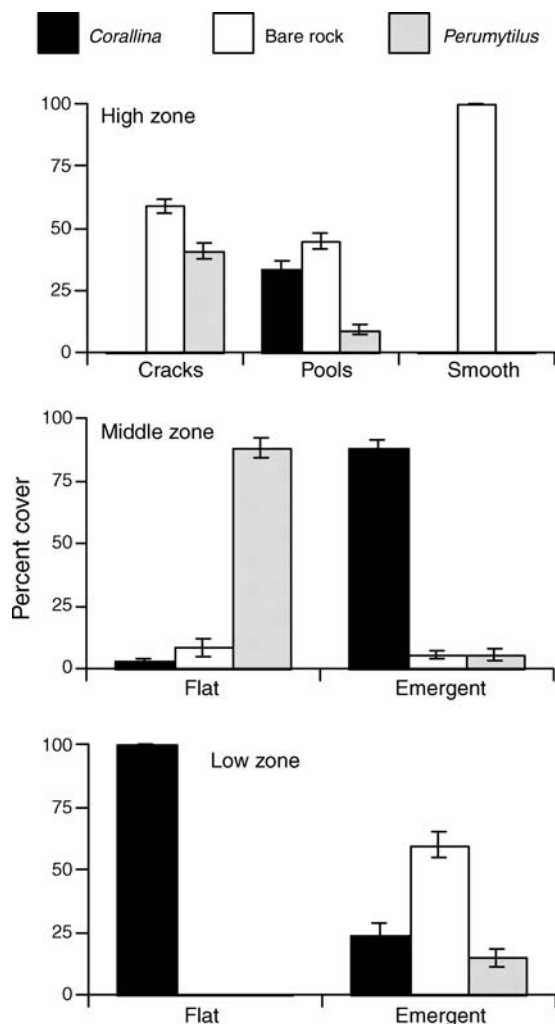 Corallina Bare rock Perumytilus
High zone
100
75
50
25
0
Cracks Pools Smooth
Middle zone
Percent cover
100
75
50
25
0
Flat Emergent
Low zone
100
75
50
25
0
Flat Emergent